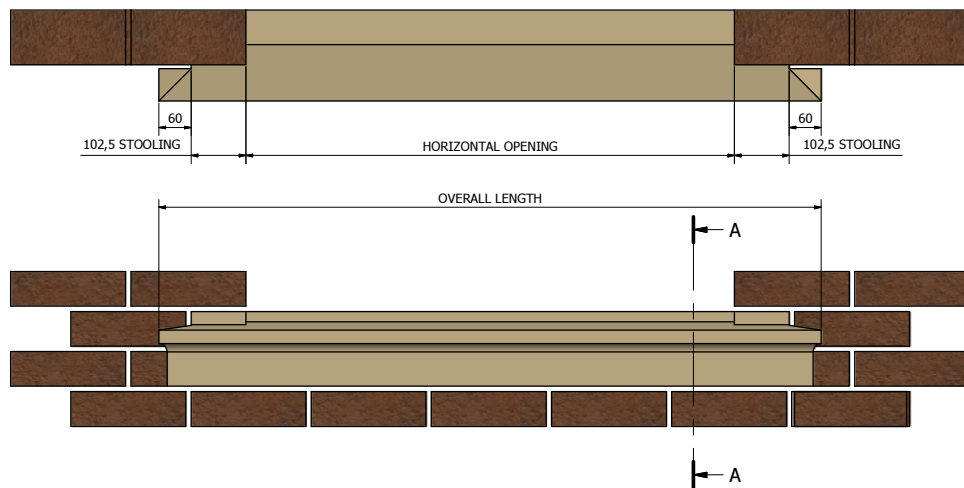 60
60
102,5 STOOLING
HORIZONTAL OPENING
102,5 STOOLING
OVERALL LENGTH
A
A